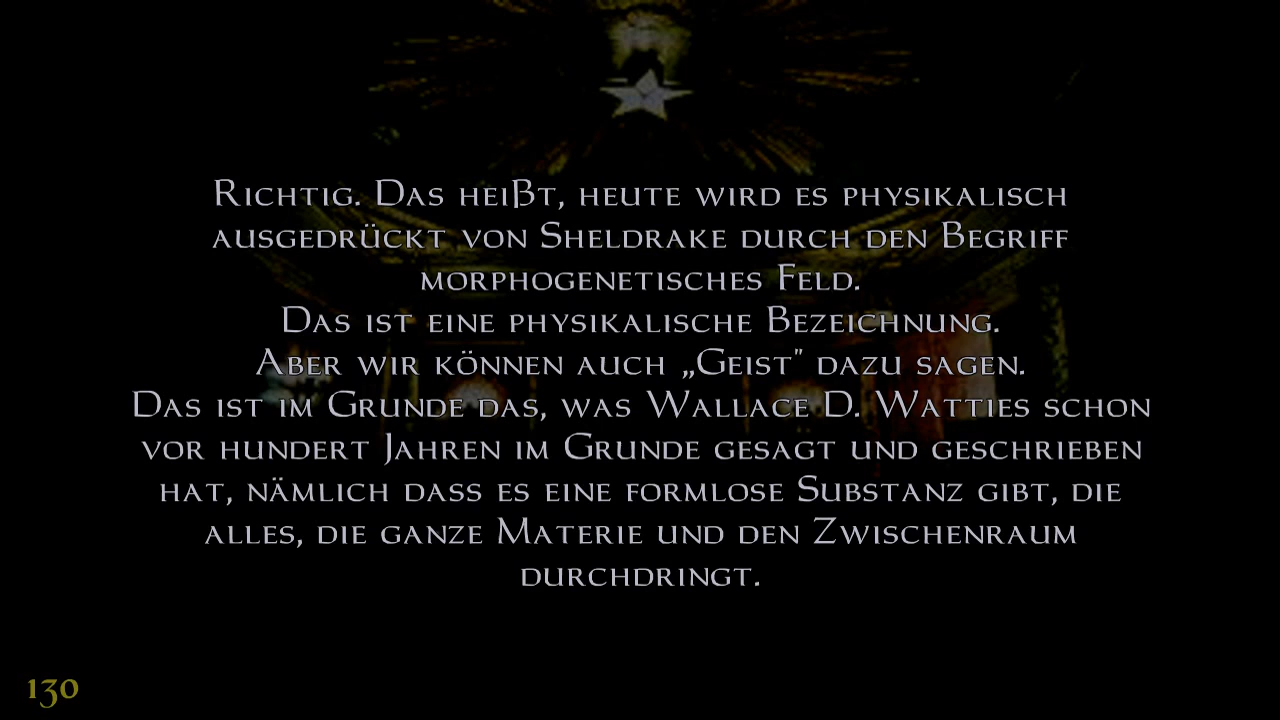 Richtig. Das heißt, heute wird es physikalisch
ausgedrückt von Sheldrake durch den Begriff
morphogenetisches Feld.
Das ist eine physikalische Bezeichnung.
Aber wir können auch „Geist" dazu sagen.
Das ist im Grunde das, was Wallace D. Watties schon
vor hundert Jahren im Grunde gesagt und geschrieben
hat, nämlich dass es eine formlose Substanz gibt, die
alles, die ganze Materie und den Zwischenraum
durchdringt.
130